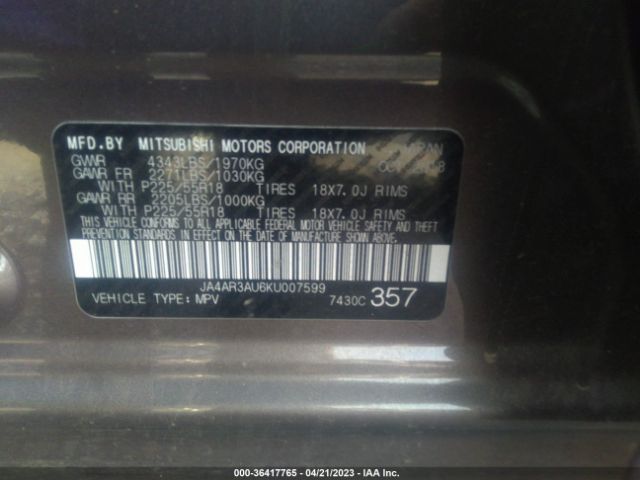 MFD.BY MITSUBISHI MOTORS CORPORATION
GVWR 4343LBS/1970KG
GAWR FR 2271LBS/1030KG
WITH P225/55R18 TIRES 18X7.0J RIMS
GAWR RR 2205LBS/1000KG
WITH P225/55R18 TIRES 18X7.0J RIMS
THIS VEHICLE CONFORMS TO ALL APPLICABLE FEDERAL MOTOR VEHICLE SAFETY AND THEFT
PREVENTION STANDARDS IN EFFECT ON THE DATE OF MANUFACTURE SHOWN ABOVE.
JA4AR3AU6KU007599
VEHICLE TYPE: MPV 7430C 357
000-36417765 - 04/21/2023 - IAA Inc.